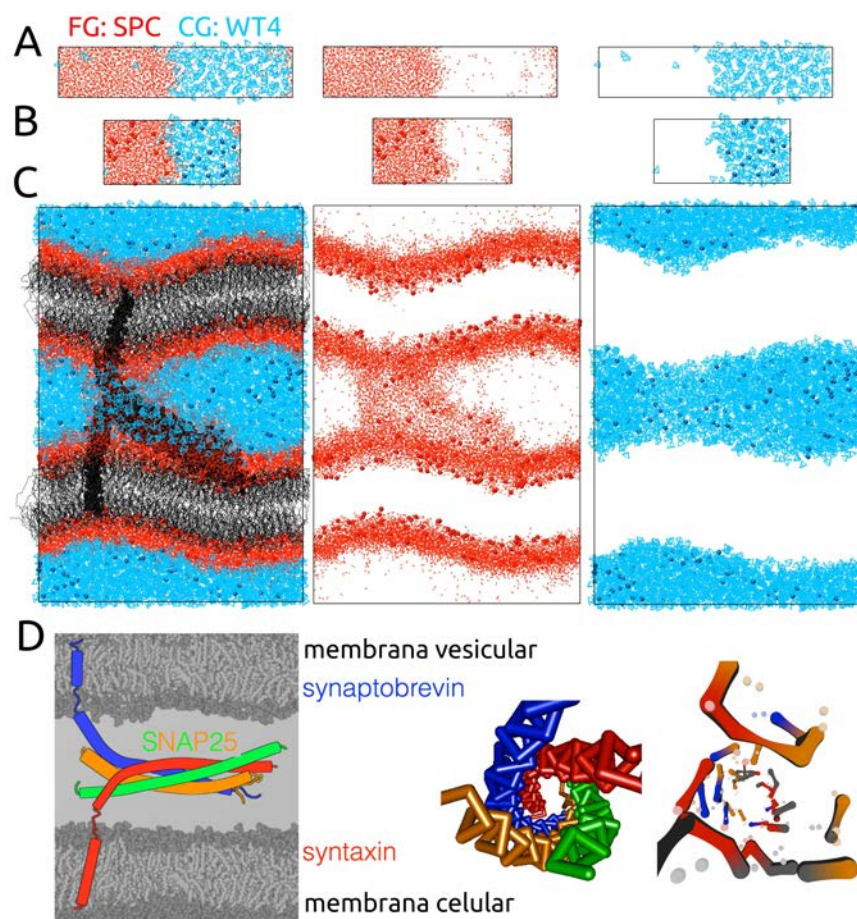 A
FG: SPC CG: WT4
B
C
D
membrana vesicular
synaptobrevin
SNAP25
syntaxin
membrana celular